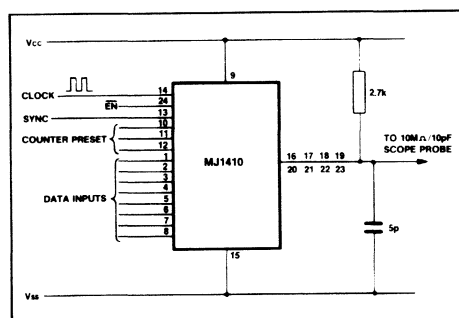 Vcc
9
CLOCK
14
2.7k
24
EN
SYNC
13
10
COUNTER PRESET
11
12
MJ1410
16 17 18 19
20 21 22 23
TO 10MΩ/10pF
SCOPE PROBE
1
2
3
4
DATA INPUTS
5
6
7
8
5p
15
Vss